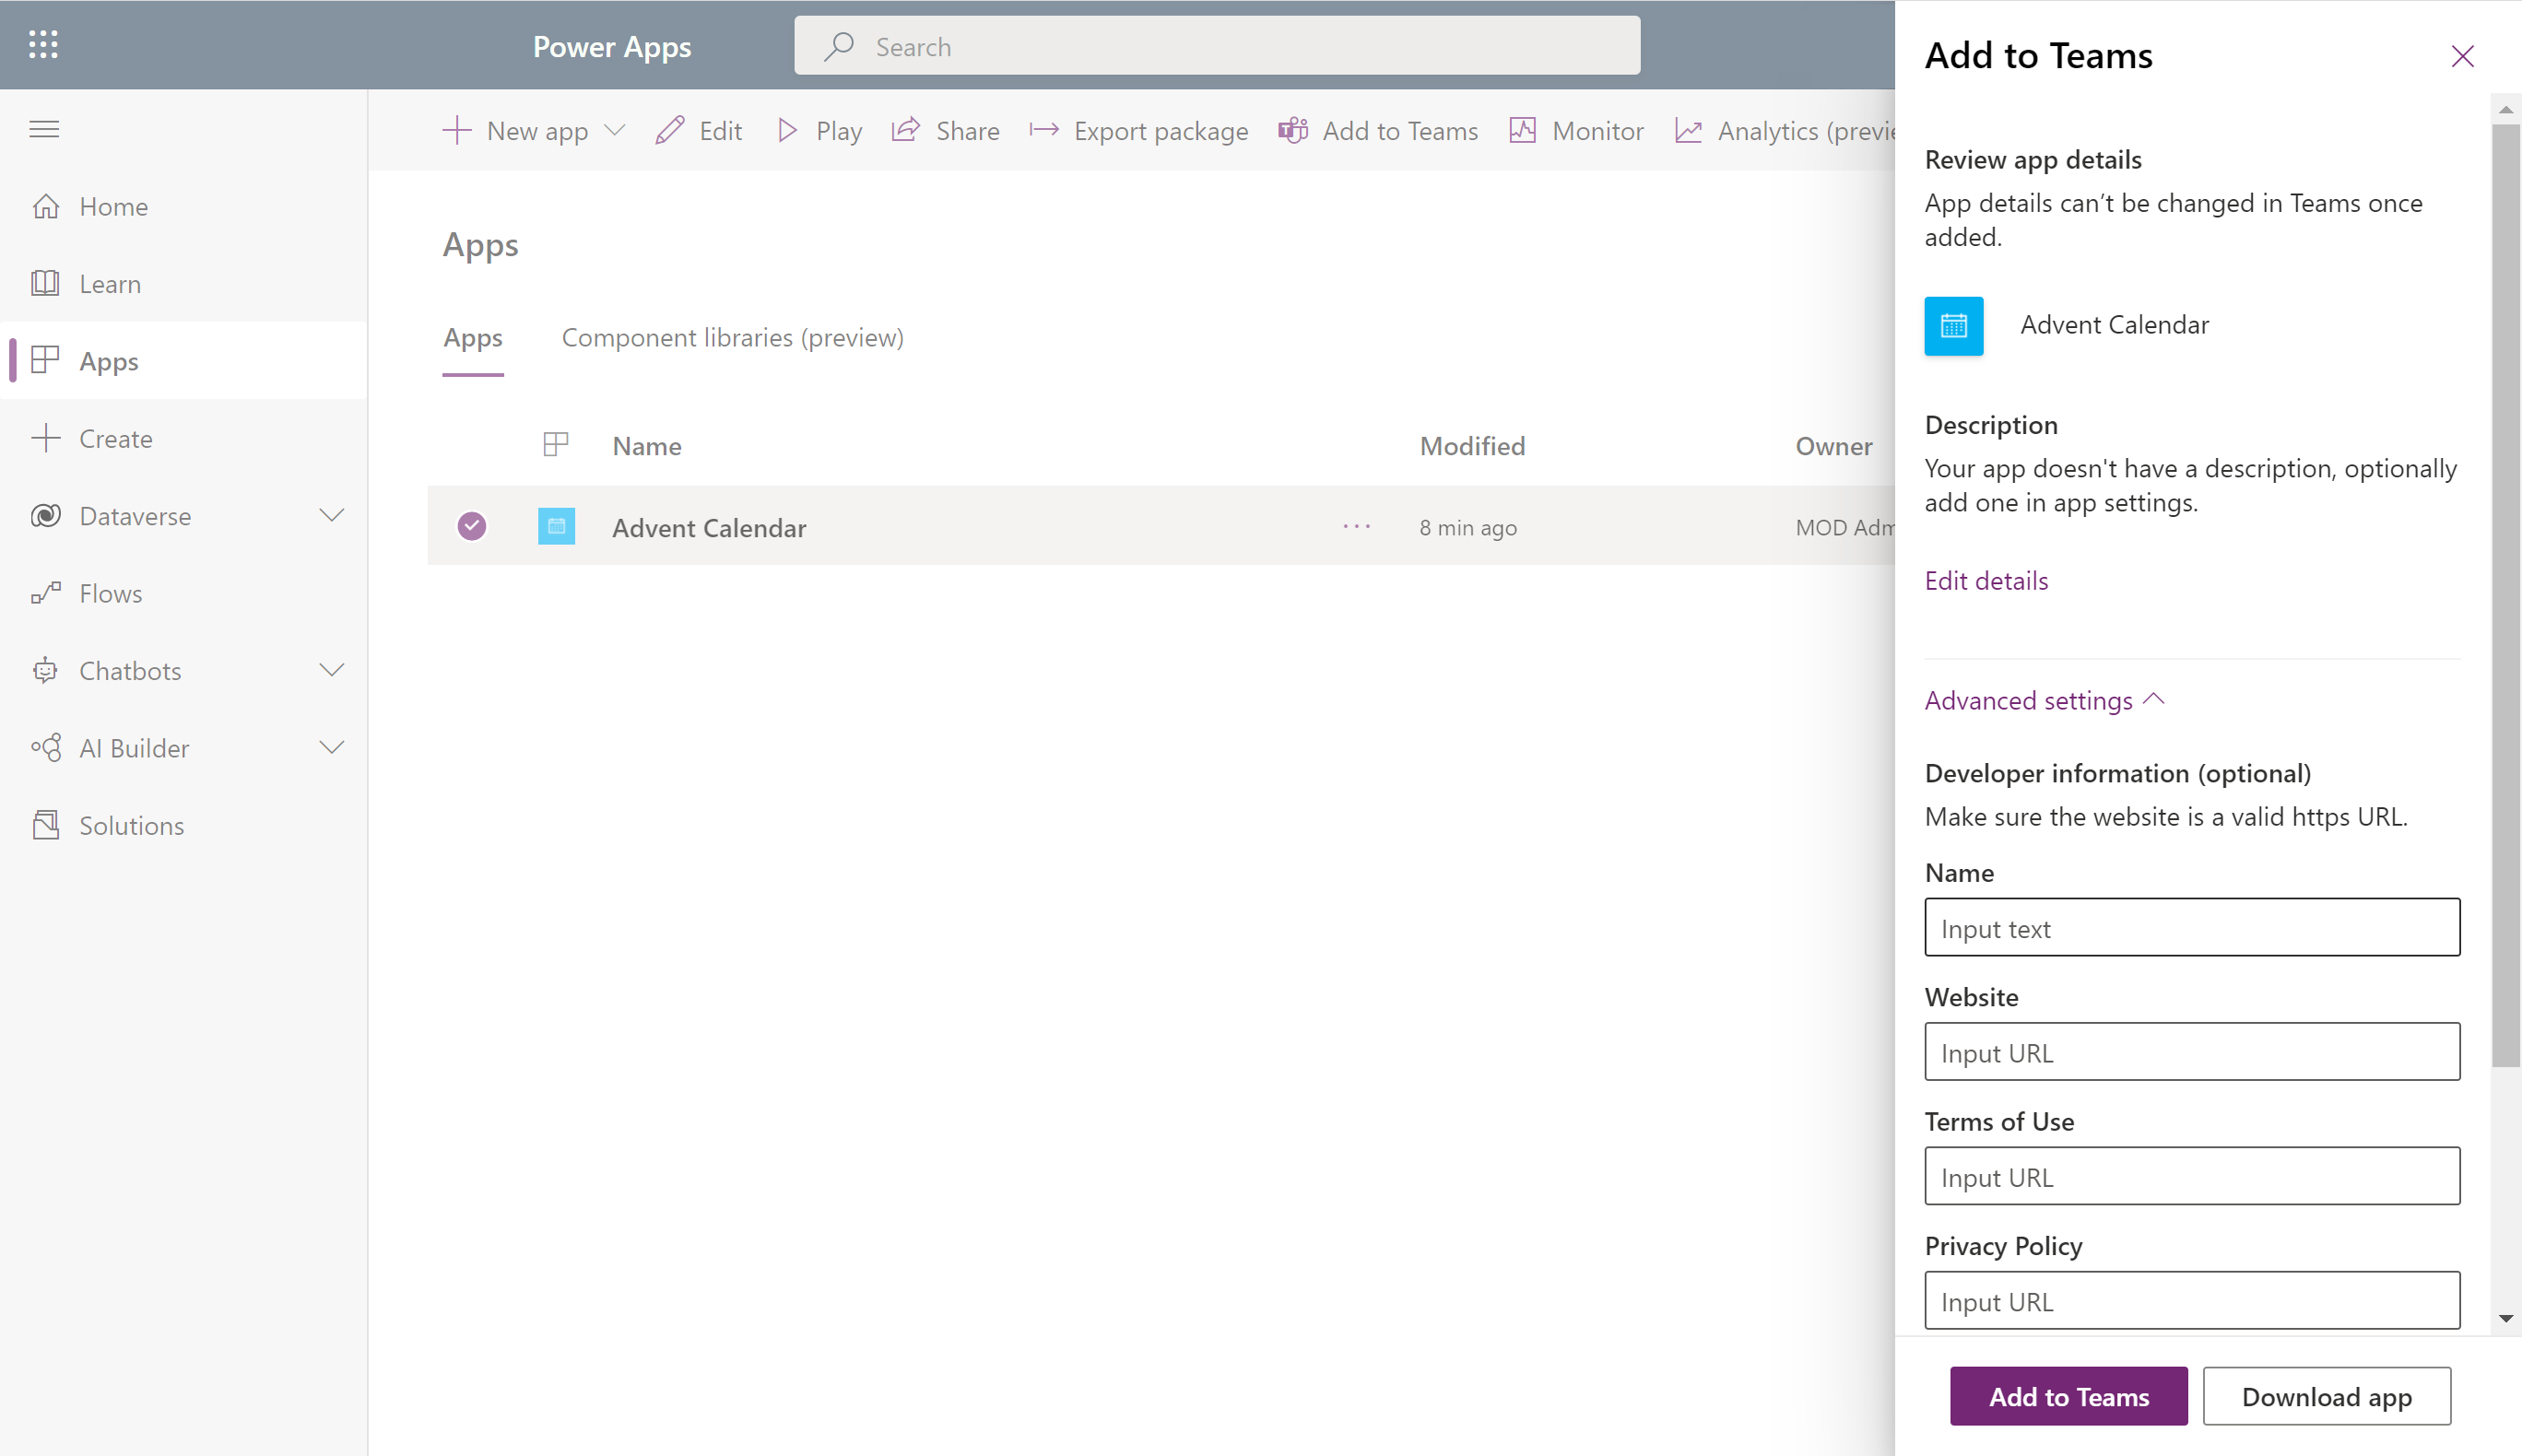 Power Apps
Search
New app
Edit
Play
Share
Export package
Add to Teams
Monitor
Analytics (previe
Home
Learn
Apps
Create
Dataverse
Flows
Chatbots
AI Builder
Solutions
Apps
Apps
Component libraries (preview)
Name
Modified
Owner
Advent Calendar
...
8 min ago
MOD Adm
Add to Teams
Review app details
App details can't be changed in Teams once
added.
Advent Calendar
Description
Your app doesn't have a description, optionally
add one in app settings.
Edit details
Advanced settings
Developer information (optional)
Make sure the website is a valid https URL.
Name
Input text
Website
Input URL
Terms of Use
Input URL
Privacy Policy
Input URL
Add to Teams
Download app